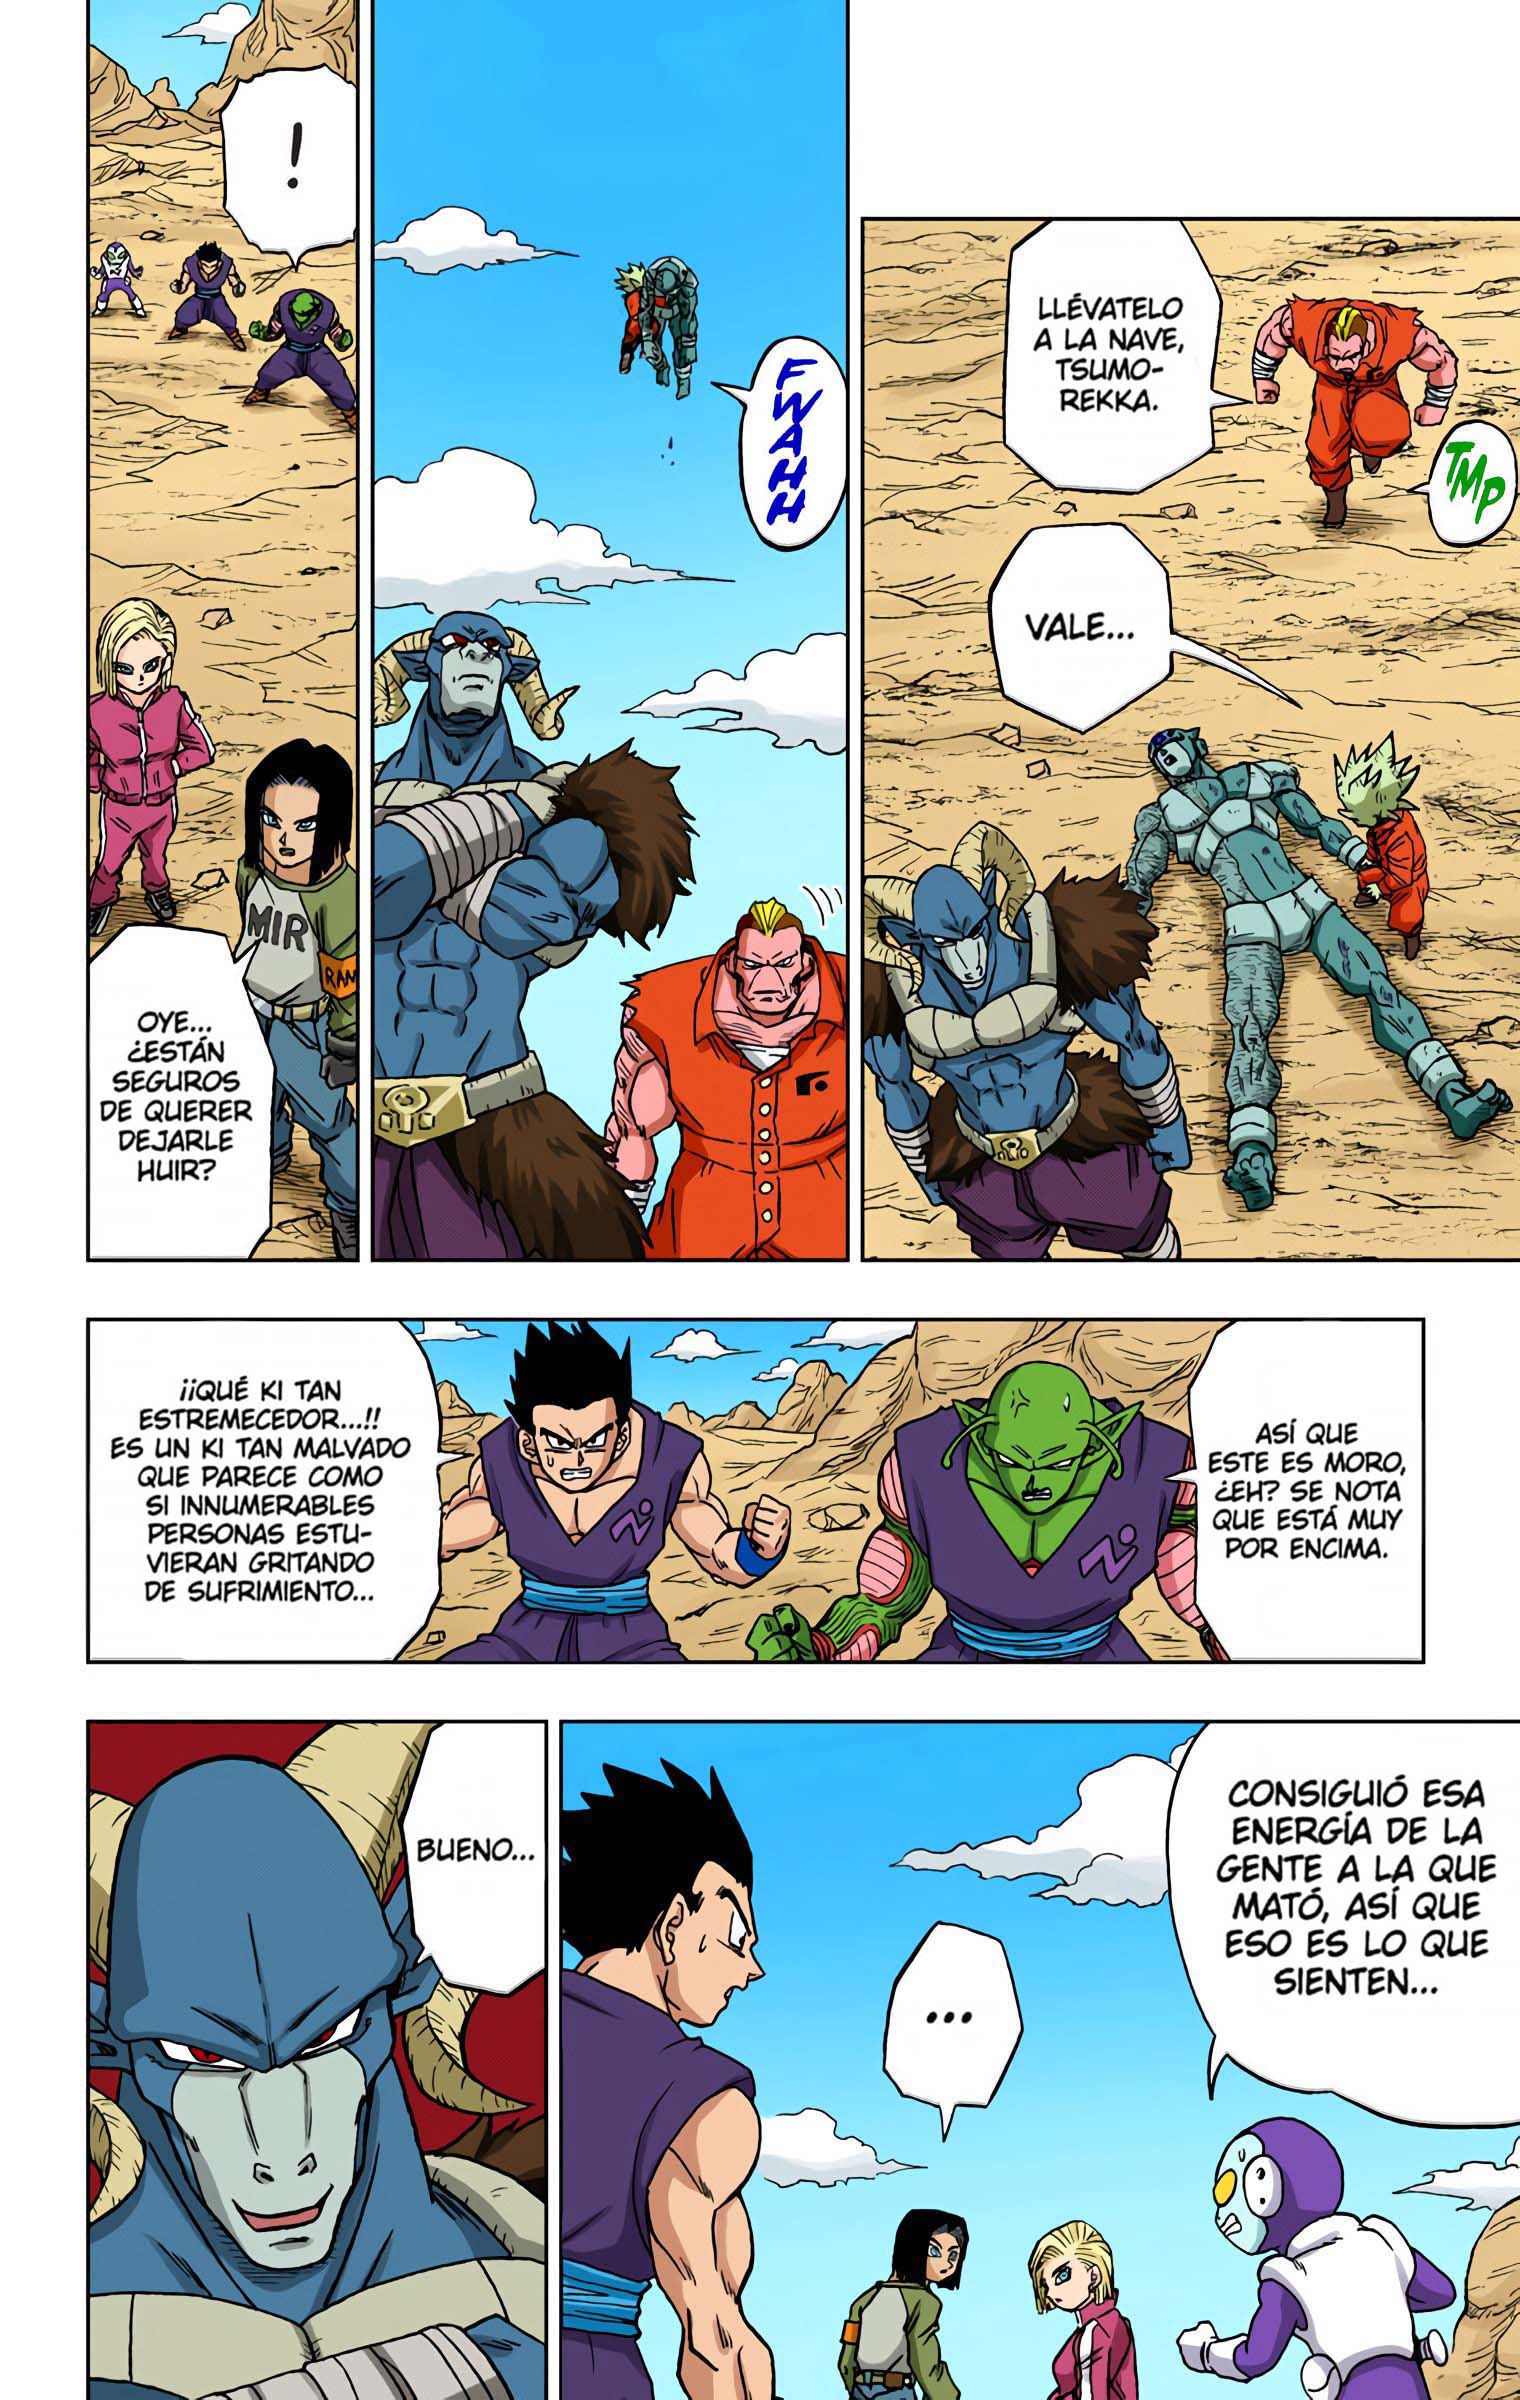 LLÉVATELO
A LA NAVE,
TSUMO-
REKKA.
TMP
VALE...
FWAHH
!
MIR
RAN
OYE...
¿ESTÁN
SEGUROS
DE QUERER
DEJARLE
HUIR?
ASÍ QUE
ESTE ES MORO,
¿EH? SE NOTA
QUE ESTÁ MUY
POR ENCIMA.
¡¡QUÉ KI TAN
ESTREMECEDOR...!!
ES UN KI TAN MALVADO
QUE PARECE COMO
SI INNUMERABLES
PERSONAS ESTU-
VIERAN GRITANDO
DE SUFRIMIENTO...
CONSIGUIÓ ESA
ENERGÍA DE LA
GENTE A LA QUE
MATÓ, ASÍ QUE
ESO ES LO QUE
SIENTEN...
...
BUENO...